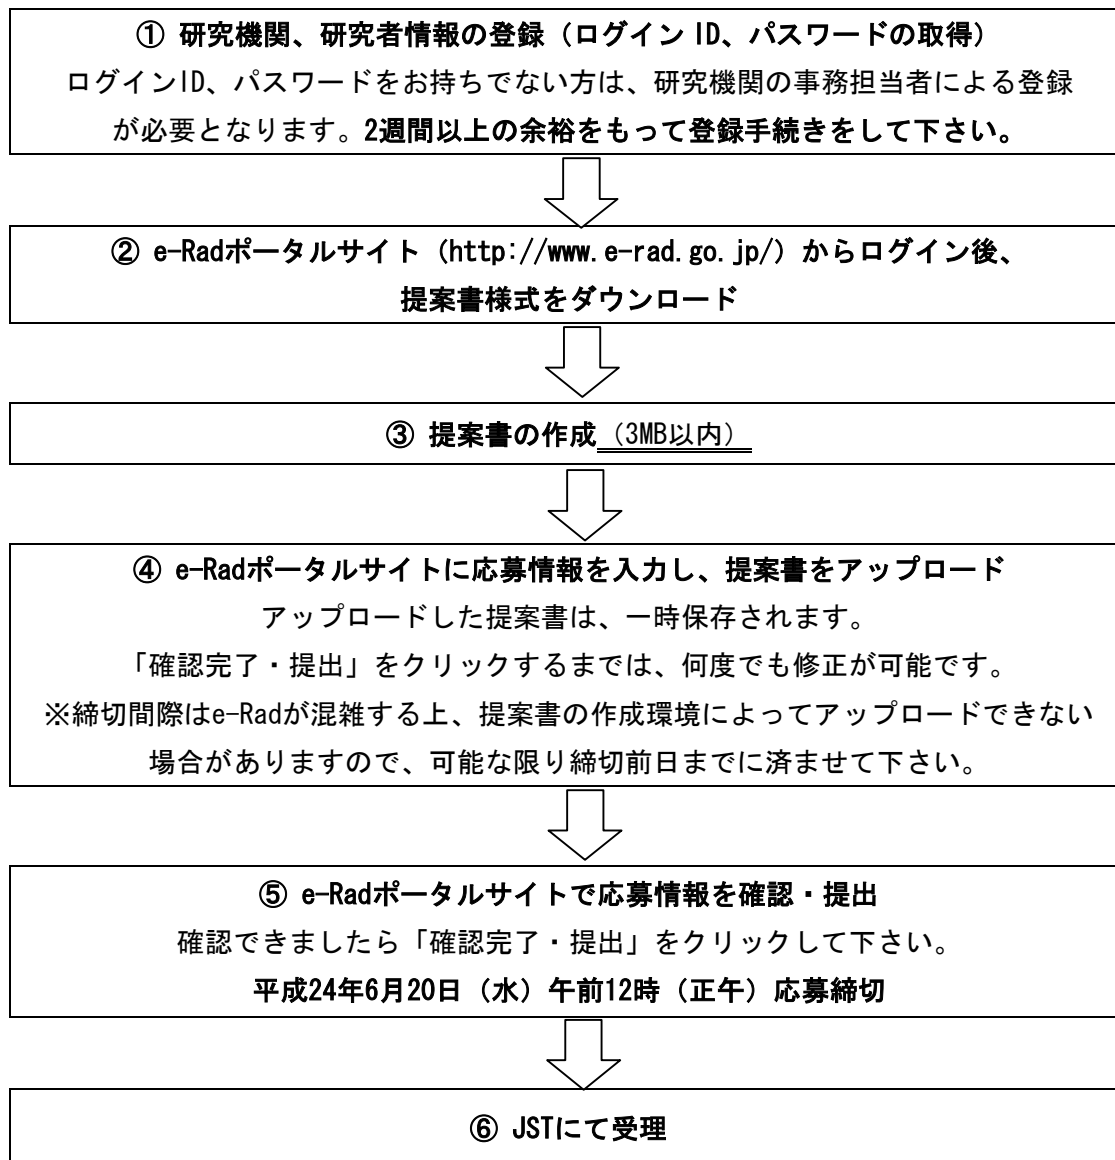 ① 研究機関、研究者情報の登録（ログイン ID、パスワードの取得）
ログインID、パスワードをお持ちでない方は、研究機関の事務担当者による登録
が必要となります。2週間以上の余裕をもって登録手続きをして下さい。
② e-Radポータルサイト（http://www.e-rad.go.jp/）からログイン後、
提案書様式をダウンロード
③ 提案書の作成（3MB以内）
④ e-Radポータルサイトに応募情報を入力し、提案書をアップロード
アップロードした提案書は、一時保存されます。
「確認完了・提出」をクリックするまでは、何度でも修正が可能です。
※締切間際はe-Radが混雑する上、提案書の作成環境によってアップロードできない
場合がありますので、可能な限り締切前日までに済ませて下さい。
⑤ e-Radポータルサイトで応募情報を確認・提出
確認できましたら「確認完了・提出」をクリックして下さい。
平成24年6月20日（水）午前12時（正午）応募締切
⑥ JSTにて受理